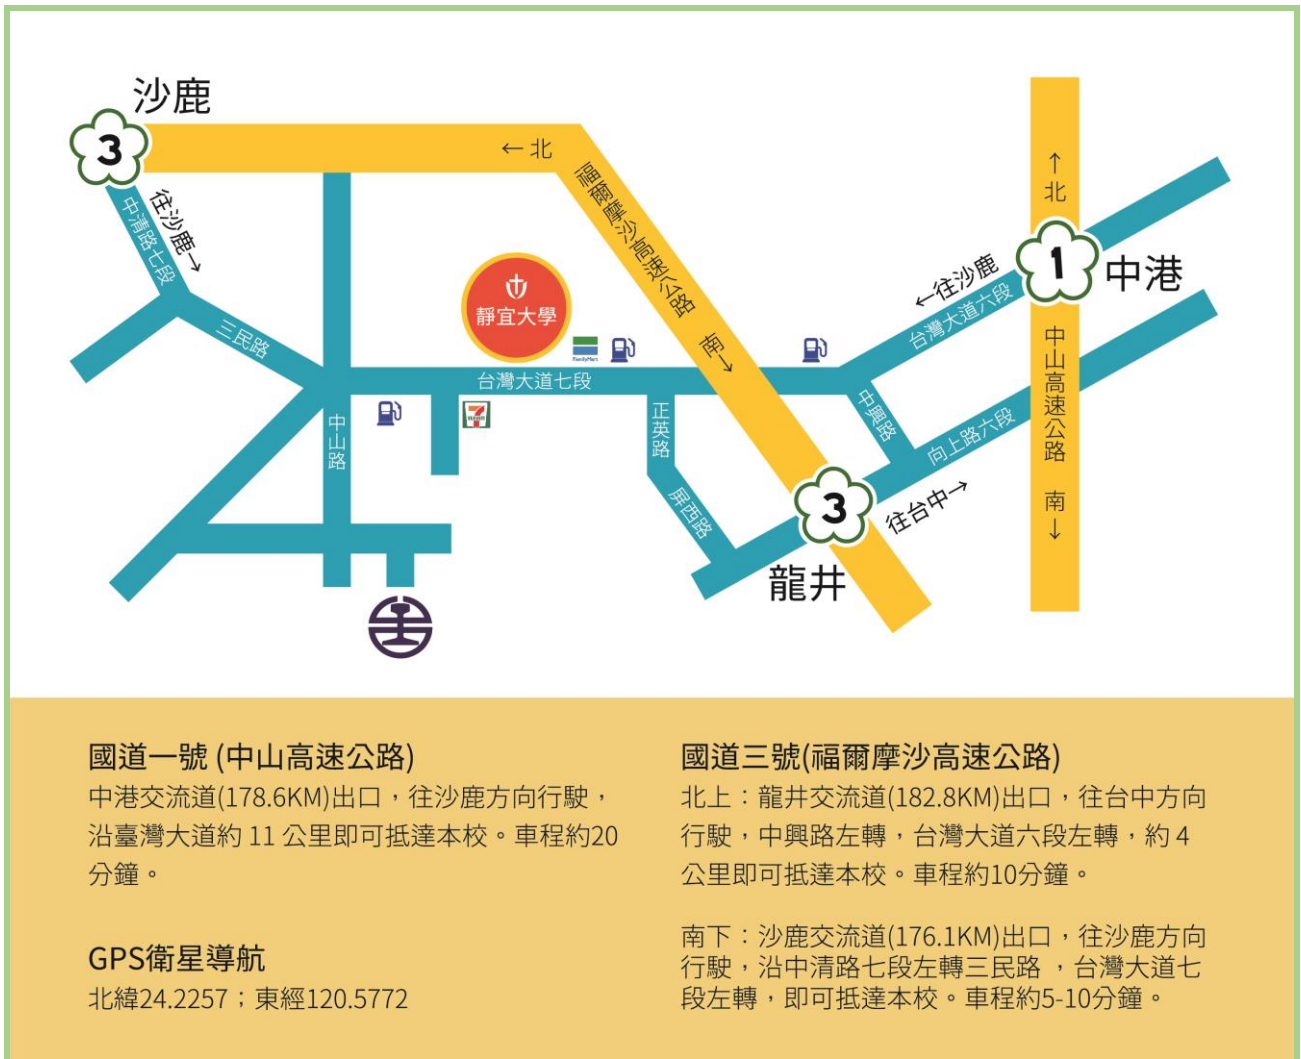 沙鹿
3
往沙鹿→
中清路七段
三民路
←北
福爾摩沙高速公路
南→
靜宜大學
FamilyMart
台灣大道七段
7
ELEVEN
中山路
正英路
屏西路
3
龍井
中興路
向上路六段
往台中→
台灣大道六段
←往沙鹿
↑北
1
中港
中山高速公路
南↓
國道一號 (中山高速公路)
中港交流道(178.6KM)出口，往沙鹿方向行駛，
沿臺灣大道約 11 公里即可抵達本校。車程約20
分鐘。
GPS衛星導航
北緯24.2257；東經120.5772
國道三號(福爾摩沙高速公路)
北上：龍井交流道(182.8KM)出口，往台中方向
行駛，中興路左轉，台灣大道六段左轉，約 4
公里即可抵達本校。車程約10分鐘。
南下：沙鹿交流道(176.1KM)出口，往沙鹿方向
行駛，沿中清路七段左轉三民路 ，台灣大道七
段左轉，即可抵達本校。車程約5-10分鐘。